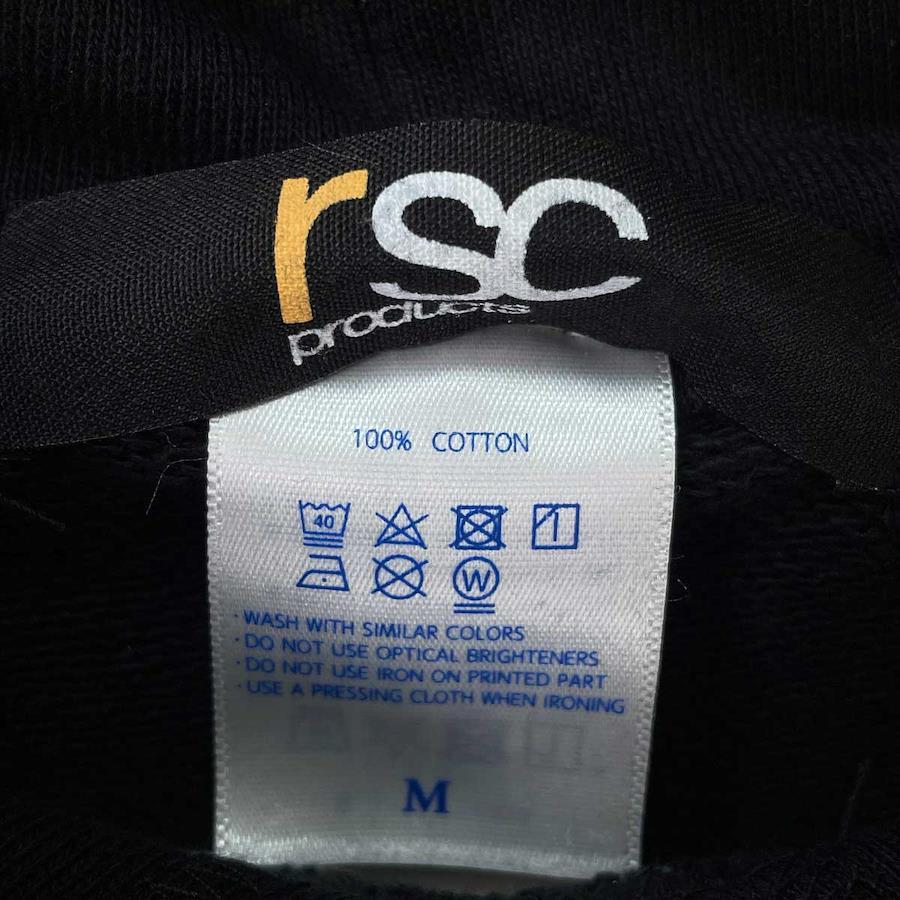 rsc
products
100% COTTON
40
W
· WASH WITH SIMILAR COLORS
· DO NOT USE OPTICAL BRIGHTENERS
· DO NOT USE IRON ON PRINTED PART
· USE A PRESSING CLOTH WHEN IRONING
M